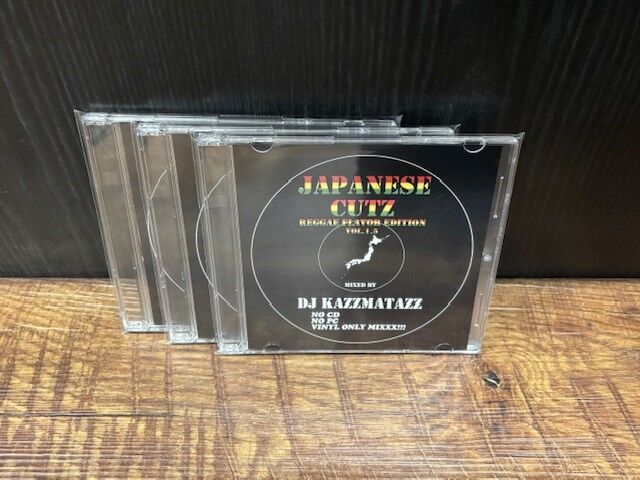 JAPANESE
CUTZ
REGGAE FLAVOR EDITION
VOL.1.5
MIXED BY
DJ KAZZMATAZZ
NO CD
NO PC
VINYL ONLY MIXXX!!!